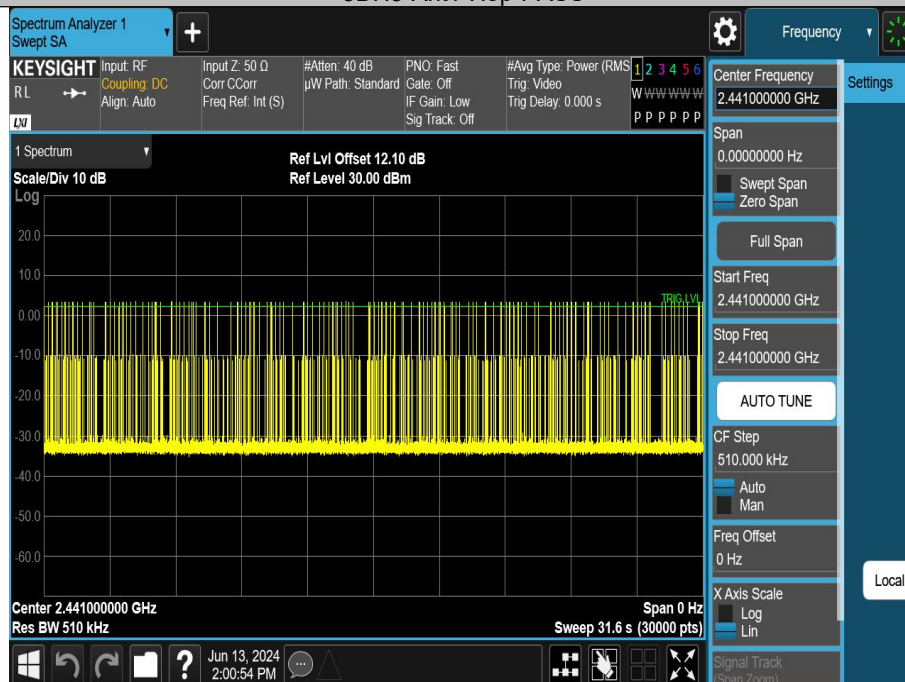 Spectrum Analyzer 1
Swept SA
+
Frequency
KEYSIGHT
RL
LXI
Input: RF
Coupling: DC
Align: Auto
Input Z: 50 Ω
Corr CCorr
Freq Ref: Int (S)
#Atten: 40 dB
µW Path: Standard
PNO: Fast
Gate: Off
IF Gain: Low
Sig Track: Off
#Avg Type: Power (RMS
Trig: Video
Trig Delay: 0.000 s
1 2 3 4 5 6
W W W W W W
P P P P P P
1 Spectrum
Scale/Div 10 dB
Log
Ref Lvl Offset 12.10 dB
Ref Level 30.00 dBm
20.0
10.0
0.00
-10.0
-20.0
-30.0
-40.0
-50.0
-60.0
TRIG LVL
Center 2.441000000 GHz
Res BW 510 kHz
Span 0 Hz
Sweep 31.6 s (30000 pts)
Center Frequency
2.441000000 GHz
Settings
Span
0.00000000 Hz
Swept Span
Zero Span
Full Span
Start Freq
2.441000000 GHz
Stop Freq
2.441000000 GHz
AUTO TUNE
CF Step
510.000 kHz
Auto
Man
Freq Offset
0 Hz
X Axis Scale
Log
Lin
Local
Signal Track
(Span Zoom)
?
Jun 13, 2024
2:00:54 PM